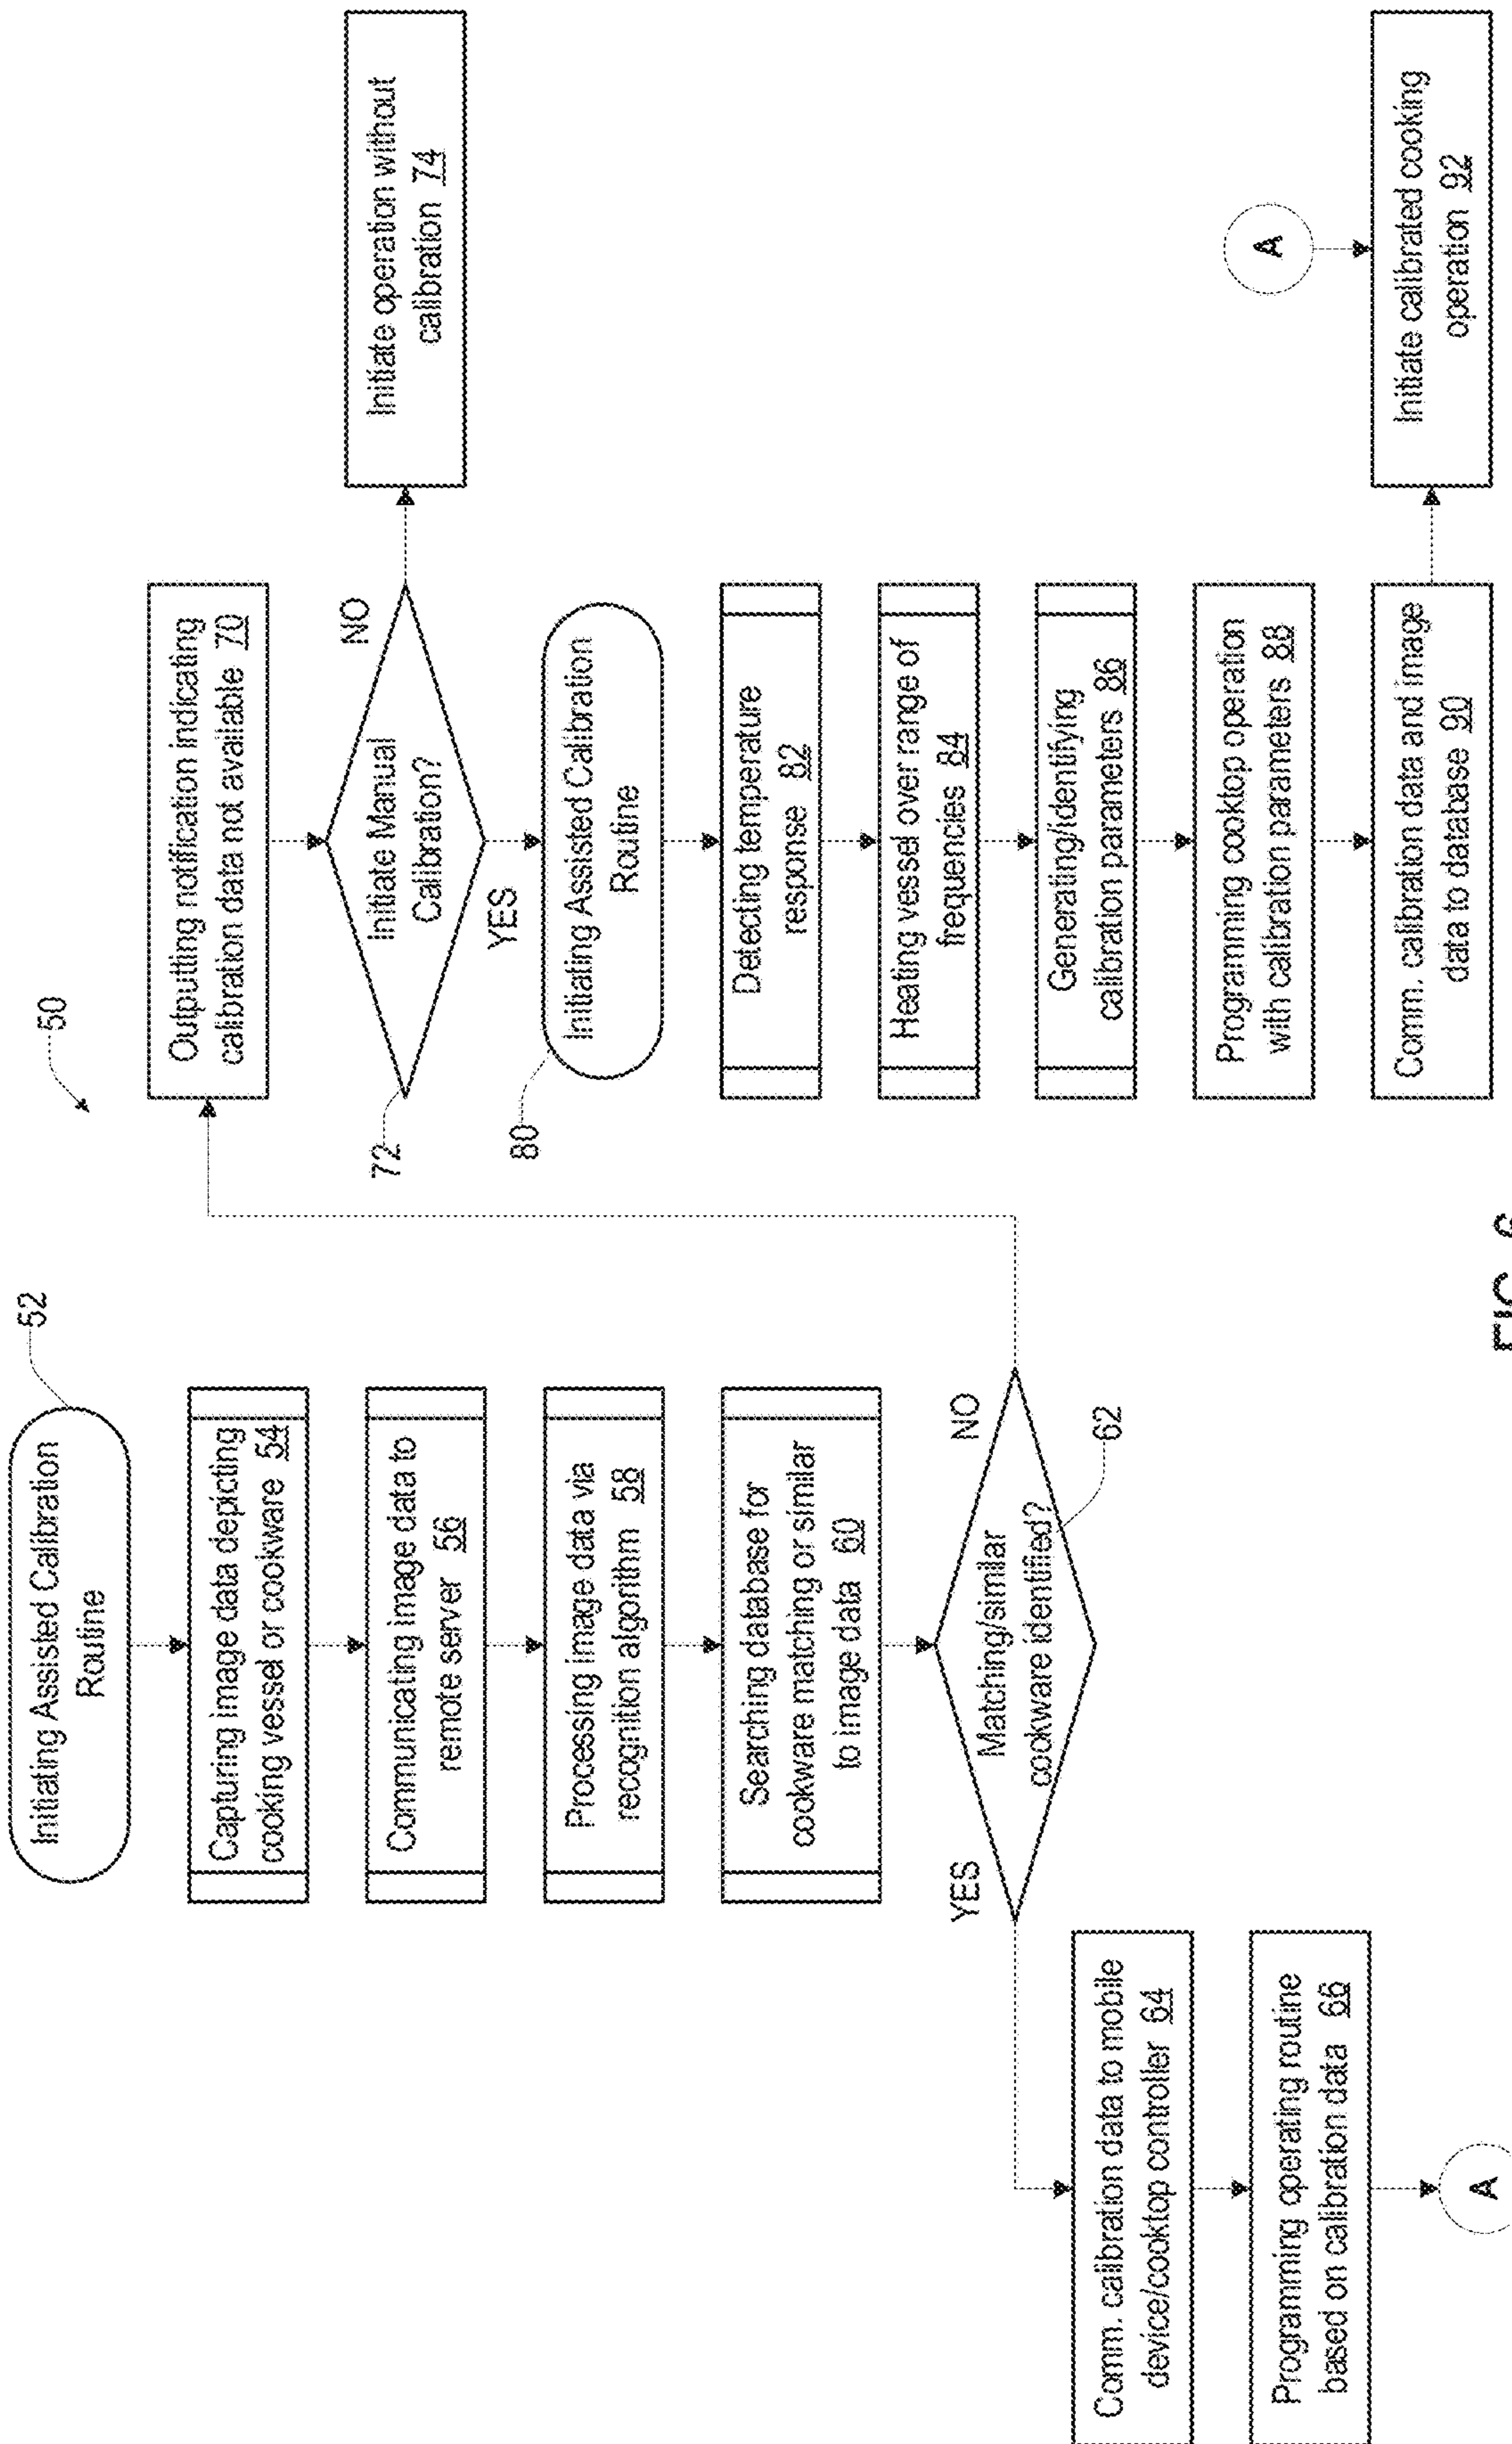 50
Initiating Assisted Calibration
Routine
52
Capturing image data depicting
cooking vessel or cookware 54
Communicating image data to
remote server 56
Processing image data via
recognition algorithm 58
Searching database for
cookware matching or similar
to image data 60
Matching/similar
cookware identified?
62
YES
NO
Comm. calibration data to mobile
device/cooktop controller 64
Programming operating routine
based on calibration data 66
A
Outputting notification indicating
calibration data not available 70
Initiate Manual
Calibration?
72
NO
YES
Initiate operation without
calibration 74
80
Initiating Assisted Calibration
Routine
Detecting temperature
response 82
Heating vessel over range of
frequencies 84
Generating/identifying
calibration parameters 86
Programming cooktop operation
with calibration parameters 88
Comm. calibration data and image
data to database 90
A
Initiate calibrated cooking
operation 92
FIG. 6